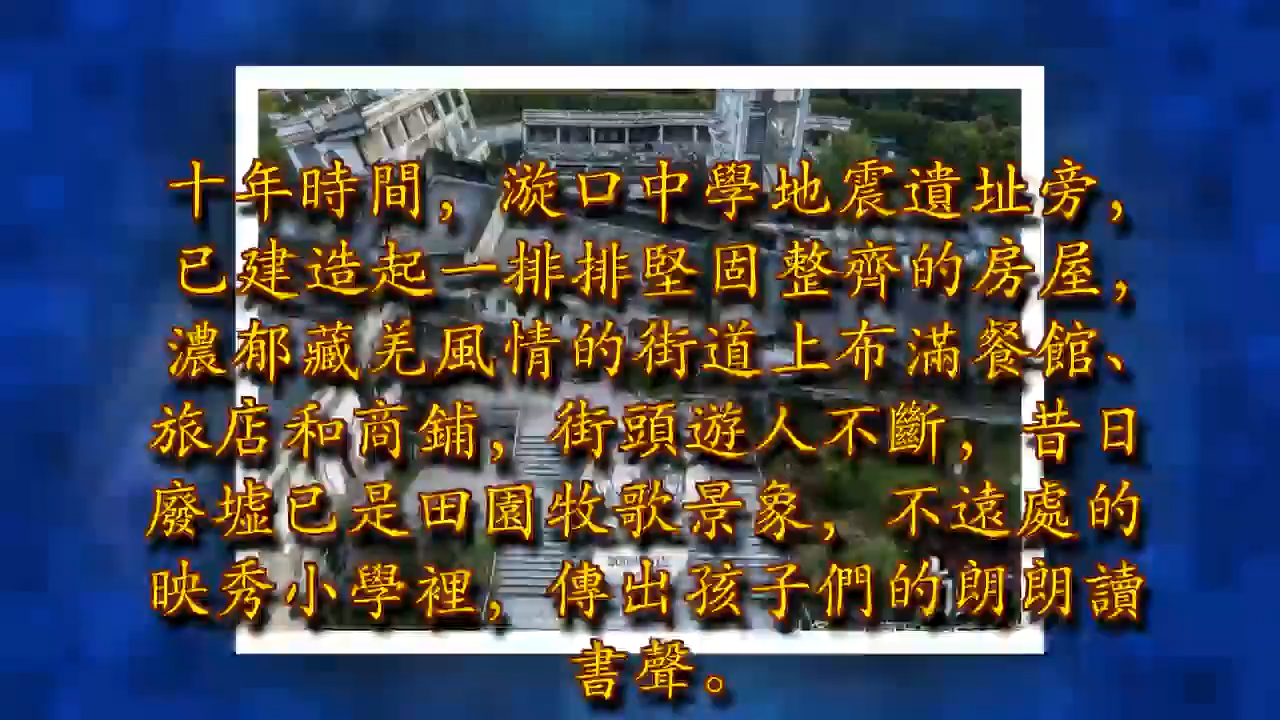 十年時間，漩口中學地震遺址旁，
已建造起一排排堅固整齊的房屋，
濃郁藏羌風情的街道上布滿餐館、
旅店和商鋪，街頭遊人不斷，昔日
廢墟已是田園牧歌景象，不遠處的
映秀小學裡，傳出孩子們的朗朗讀
書聲。